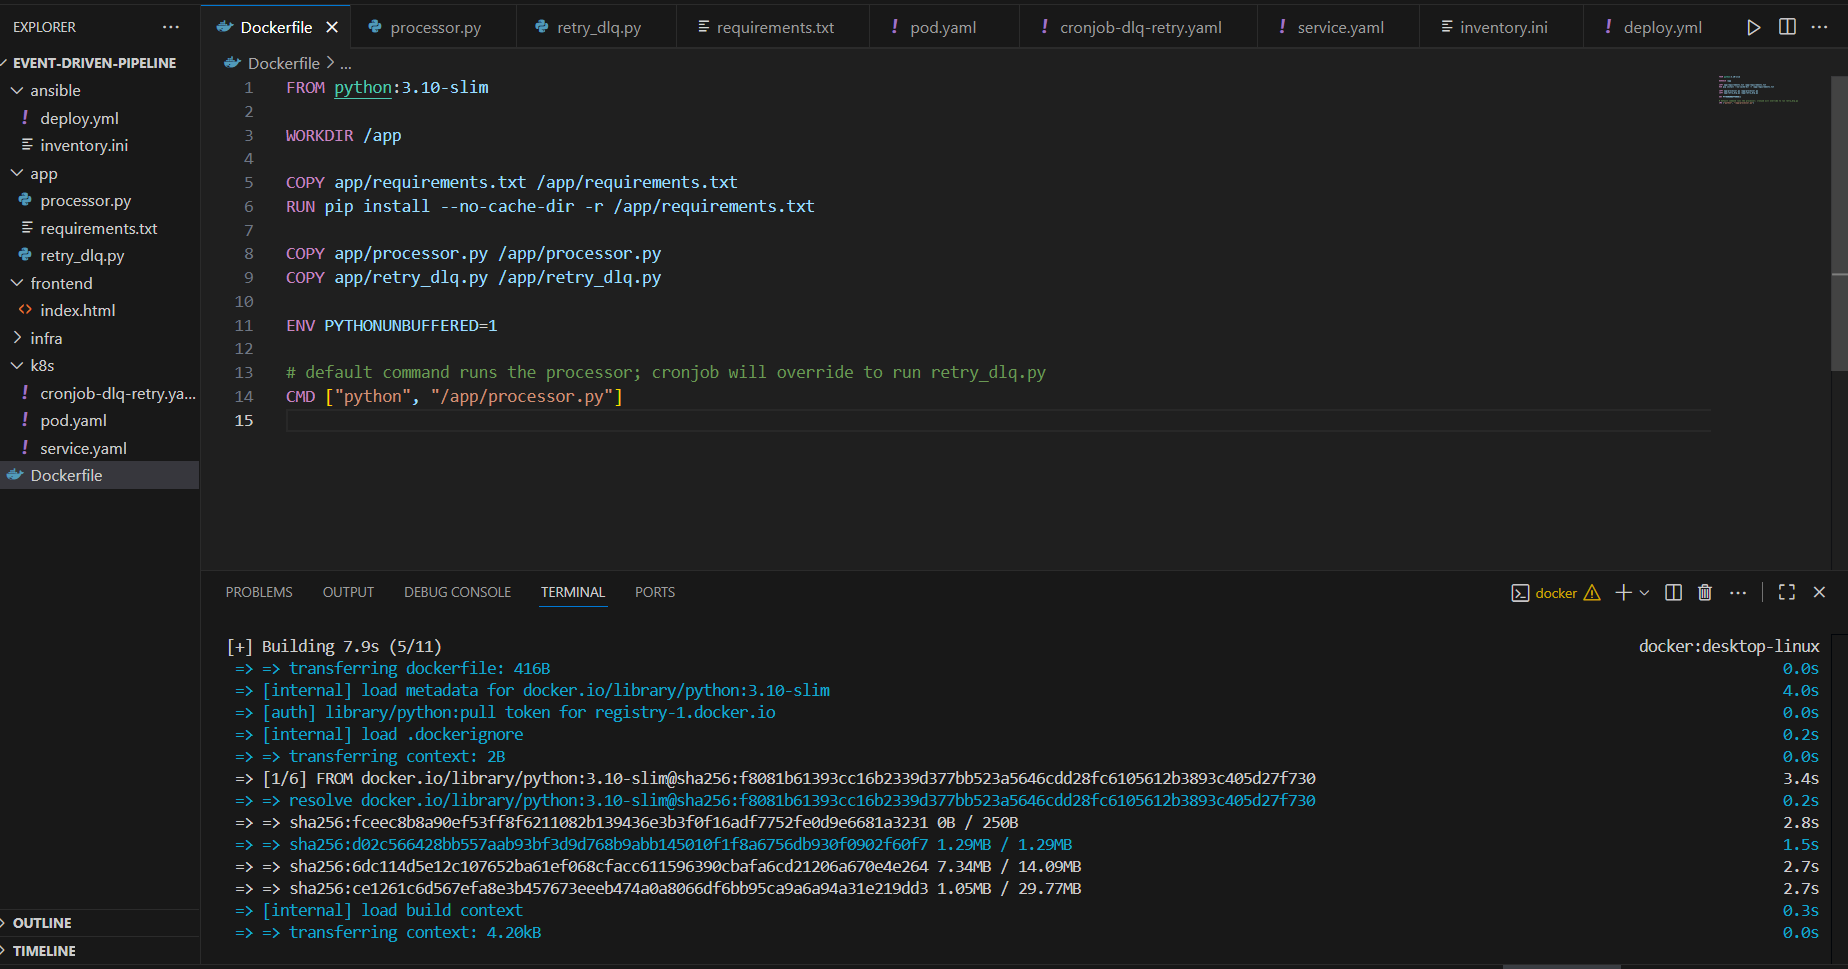 EXPLORER
EVENT-DRIVEN-PIPELINE
ansible
deploy.yml
inventory.ini
app
processor.py
requirements.txt
retry_dlq.py
frontend
index.html
infra
k8s
cronjob-dlq-retry.ya...
pod.yaml
service.yaml
Dockerfile
OUTLINE
TIMELINE
Dockerfile processor.py retry_dlq.py requirements.txt pod.yaml cronjob-dlq-retry.yaml service.yaml inventory.ini deploy.yml
Dockerfile > ...
1 FROM python:3.10-slim
2
3 WORKDIR /app
4
5 COPY app/requirements.txt /app/requirements.txt
6 RUN pip install --no-cache-dir -r /app/requirements.txt
7
8 COPY app/processor.py /app/processor.py
9 COPY app/retry_dlq.py /app/retry_dlq.py
10
11 ENV PYTHONUNBUFFERED=1
12
13 # default command runs the processor; cronjob will override to run retry_dlq.py
14 CMD ["python", "/app/processor.py"]
15
PROBLEMS OUTPUT DEBUG CONSOLE TERMINAL PORTS docker
[+] Building 7.9s (5/11) docker:desktop-linux
=> => transferring dockerfile: 416B 0.0s
=> [internal] load metadata for docker.io/library/python:3.10-slim 4.0s
=> [auth] library/python:pull token for registry-1.docker.io 0.0s
=> [internal] load .dockerignore 0.2s
=> => transferring context: 2B 0.0s
=> [1/6] FROM docker.io/library/python:3.10-slim@sha256:f8081b61393cc16b2339d377bb523a5646cdd28fc6105612b3893c405d27f730 3.4s
=> => resolve docker.io/library/python:3.10-slim@sha256:f8081b61393cc16b2339d377bb523a5646cdd28fc6105612b3893c405d27f730 0.2s
=> => sha256:fceec8b8a90ef53ff8f6211082b139436e3b3f0f16adf7752fe0d9e6681a3231 0B / 250B 2.8s
=> => sha256:d02c566428bb557aab93bf3d9d768b9abb145010f1f8a6756db930f0902f60f7 1.29MB / 1.29MB 1.5s
=> => sha256:6dc114d5e12c107652ba61ef068cfacc611596390cbafa6cd21206a670e4e264 7.34MB / 14.09MB 2.7s
=> => sha256:ce1261c6d567efa8e3b457673eeeb474a0a8066df6bb95ca9a6a94a31e219dd3 1.05MB / 29.77MB 2.7s
=> [internal] load build context 0.3s
=> => transferring context: 4.20kB 0.0s